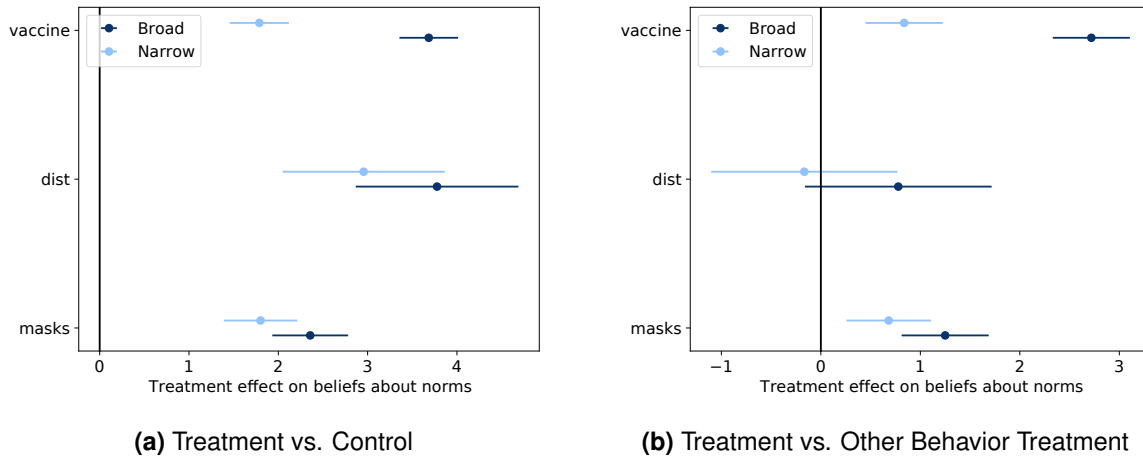 vaccine
Broad
Narrow
dist
masks
0 1 2 3 4
Treatment effect on beliefs about norms
(a) Treatment vs. Control
vaccine
Broad
Narrow
dist
masks
−1 0 1 2 3
Treatment effect on beliefs about norms
(b) Treatment vs. Other Behavior Treatment